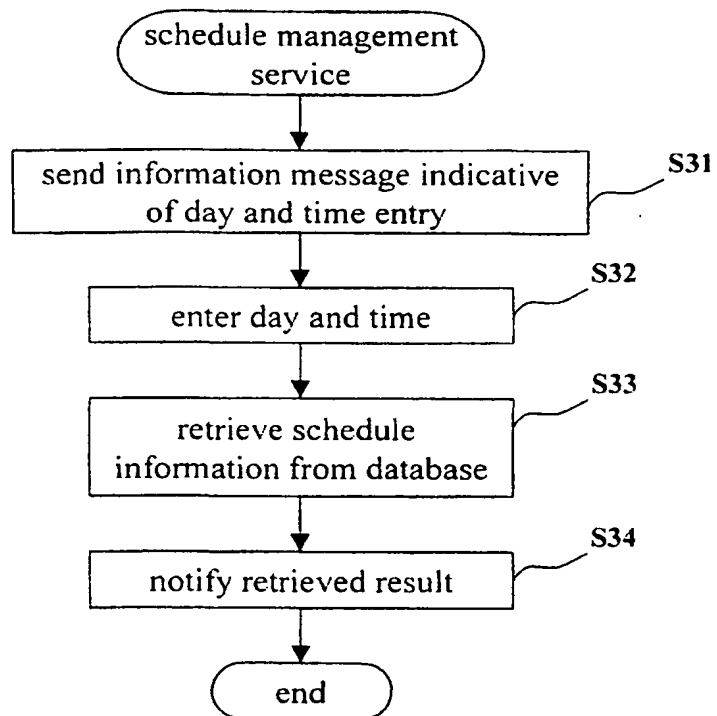 schedule management
service
send information message indicative
of day and time entry
S31
enter day and time
S32
retrieve schedule
information from database
S33
notify retrieved result
S34
end